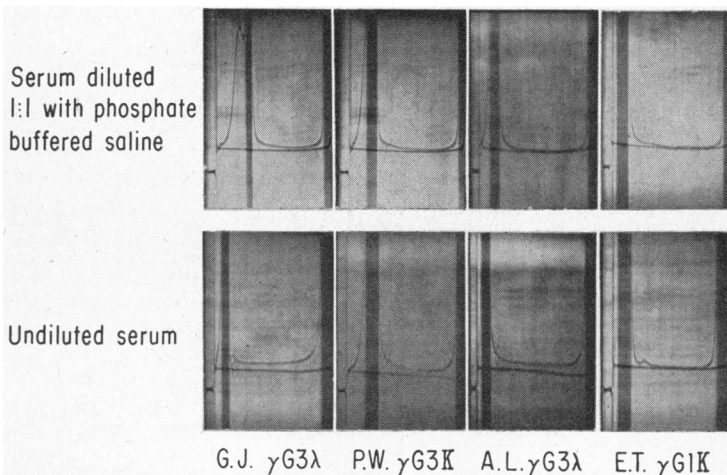 Serum diluted
1:1 with phosphate
buffered saline
Undiluted serum
G.J. γG3λ P.W. γG3K A.L. γG3λ E.T. γG1K